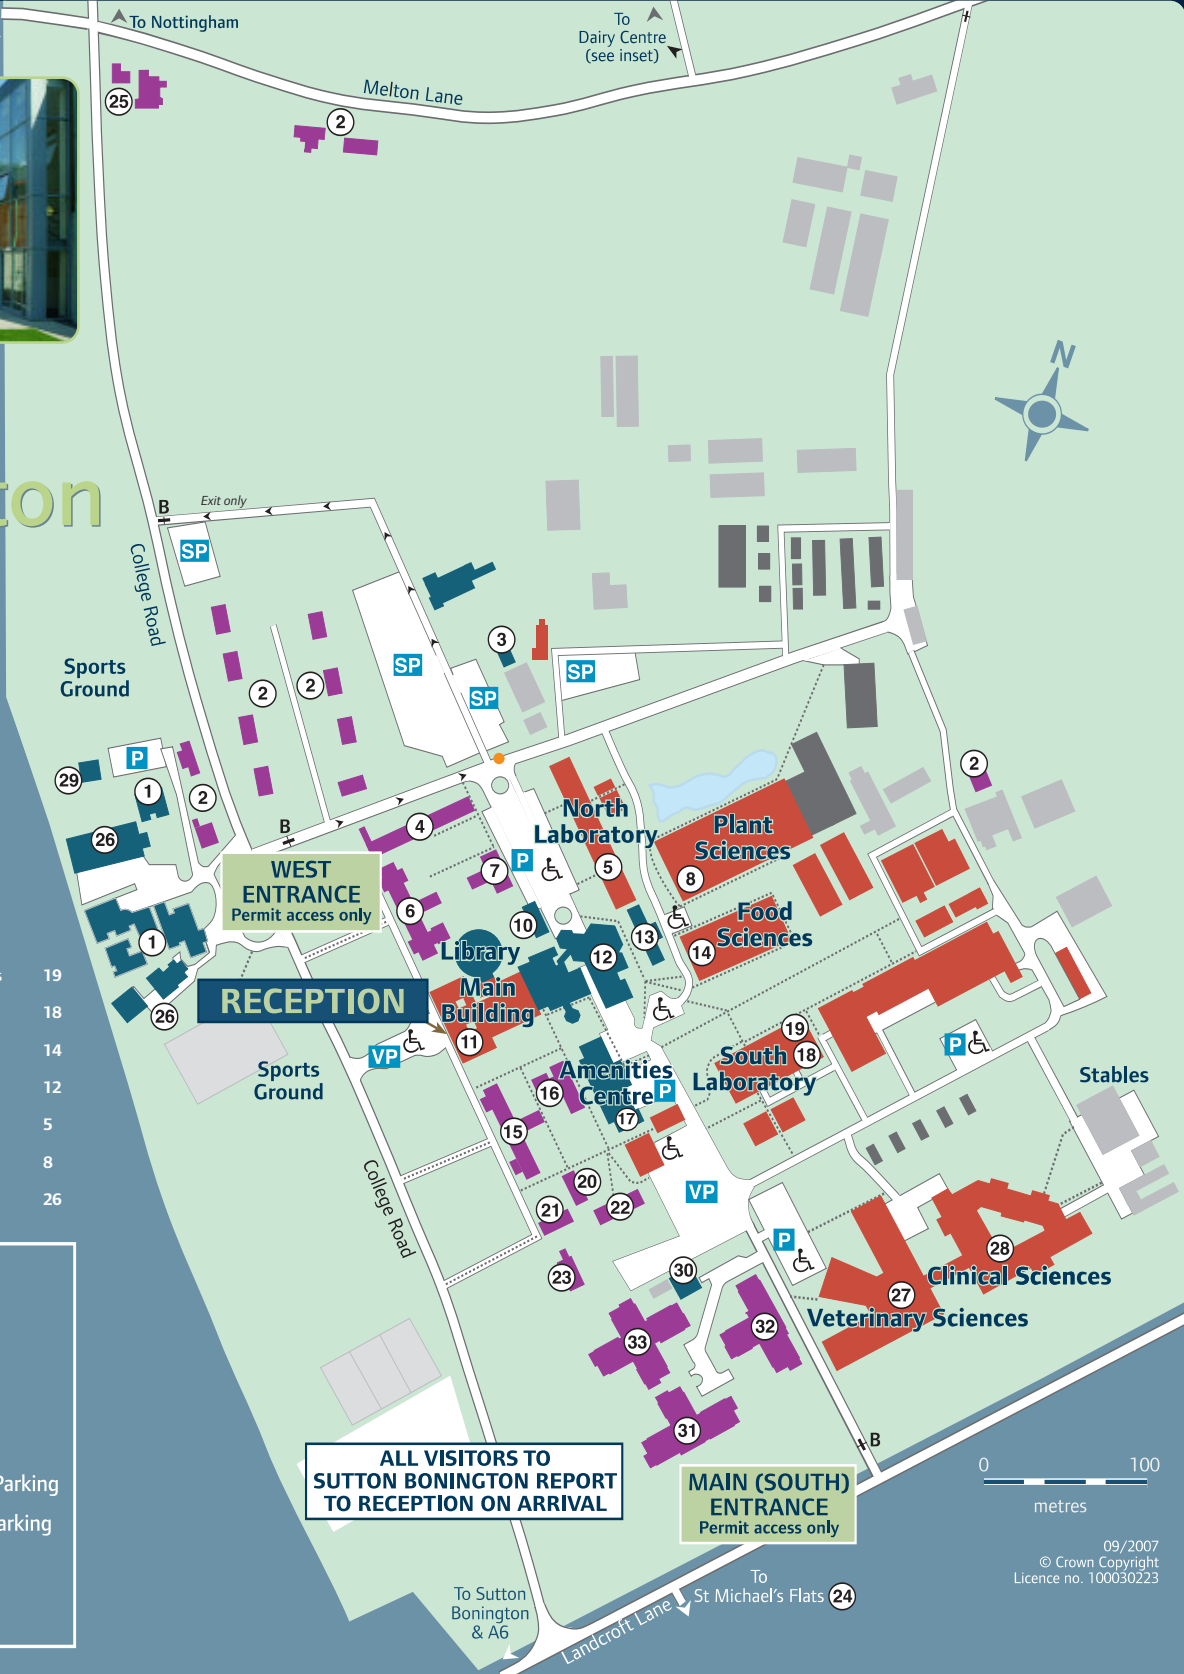 To Nottingham
To
Dairy Centre
(see inset)
Melton Lane
25
2
N
ton
B
Exit only
SP
College Road
Sports
Ground
3
SP
SP
SP
2
2
P
29
1
2
26
B
4
2
North
Laboratory
Plant
Sciences
WEST
ENTRANCE
Permit access only
7
P
5
8
6
10
Food
Sciences
1
13
14
Library
12
s 19
Main
Building
RECEPTION
26
18
11
VP
19
18
P
14
Sports
Ground
South
Laboratory
Amenities
Centre
P
Stables
12
16
17
5
15
8
College Road
20
VP
26
21
22
P
23
30
28
Clinical Sciences
27
Veterinary Sciences
33
32
31
B
ALL VISITORS TO
SUTTON BONINGTON REPORT
TO RECEPTION ON ARRIVAL
MAIN (SOUTH)
ENTRANCE
Permit access only
0 100
metres
Parking
arking
09/2007
© Crown Copyright
Licence no. 100030223
To
St Michael's Flats 24
To Sutton
Bonington
& A6
Landcroft Lane